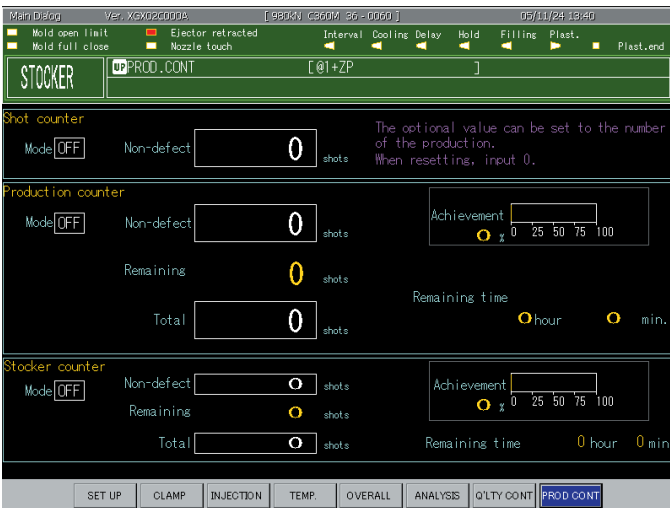 Main Dialog Ver. XGX02C000A [ 980KN C360M 36-0060 ] 05/11/24 13:40
Mold open limit Ejector retracted Interval Cooling Delay Hold Filling Plast.
Mold full close Nozzle touch Plast.end
STOCKER UP PROD.CONT [@1+ZP ]
Shot counter
Mode OFF Non-defect 0 shots
The optional value can be set to the number
of the production.
When resetting, input 0.
Production counter
Mode OFF Non-defect 0 shots
Achievement 0 % 0 25 50 75 100
Remaining 0 shots
Remaining time
0 hour 0 min.
Total 0 shots
Stocker counter
Mode OFF Non-defect 0 shots
Achievement 0 % 0 25 50 75 100
Remaining 0 shots
Total 0 shots Remaining time 0 hour 0 min
SET UP CLAMP INJECTION TEMP. OVERALL ANALYSIS Q'LTY CONT PROD CONT